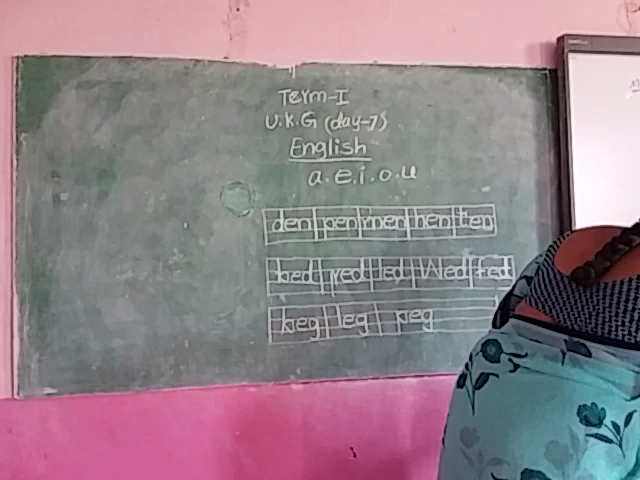 Term-I
U.K.G (day-7)
English
a.e.i.o.u
den pen men hen ten
bed red led Wed fed
beg leg peg